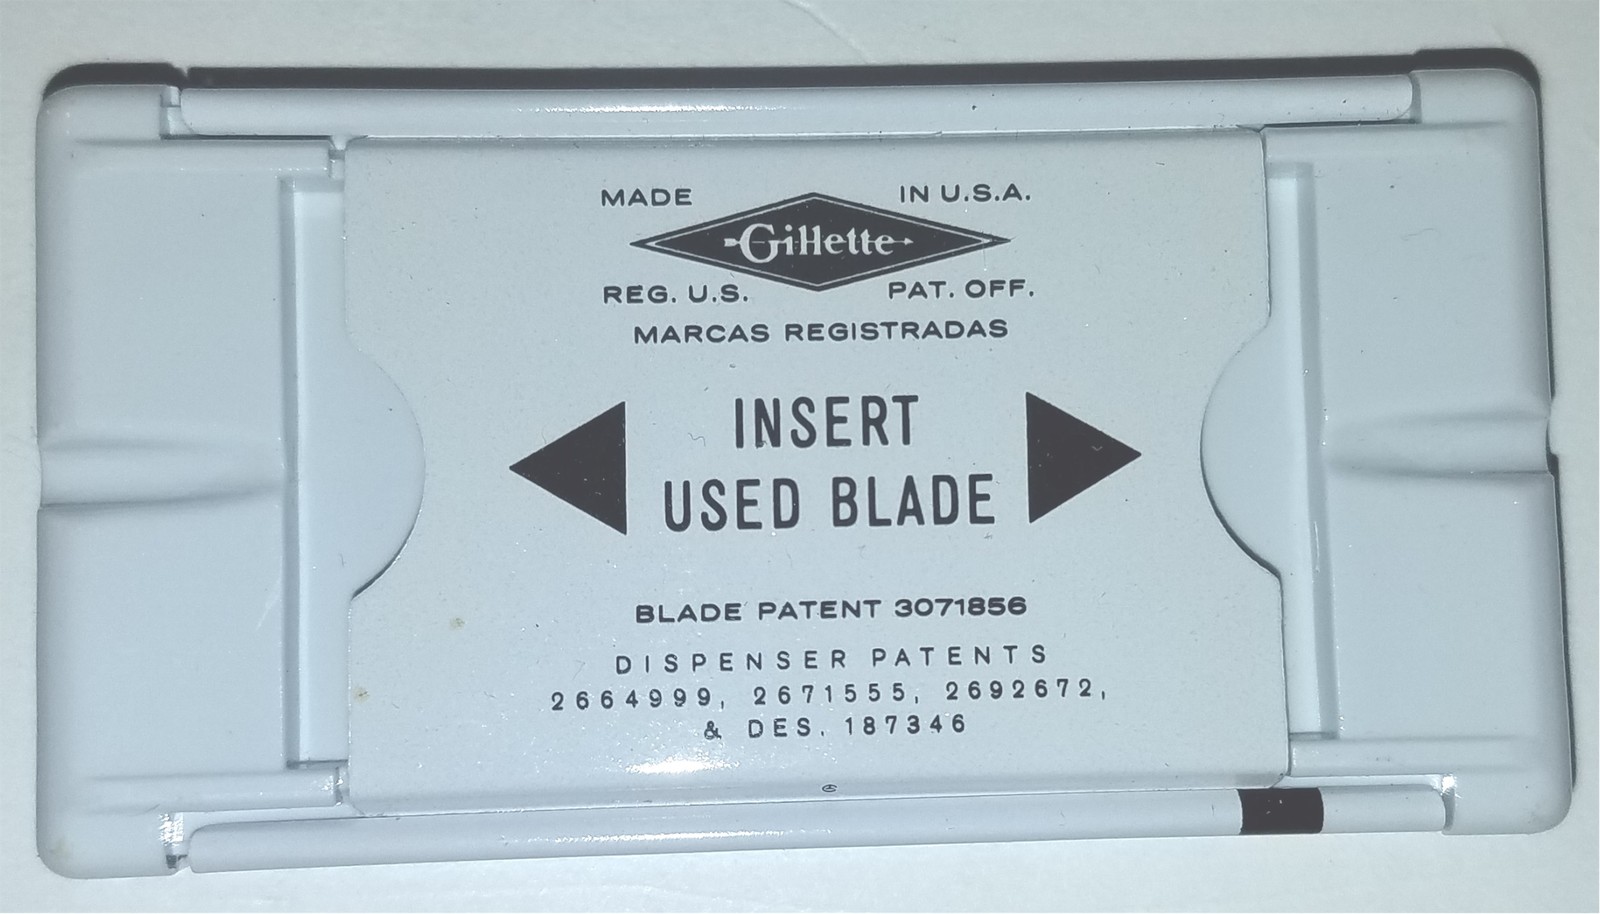 MADE IN U.S.A.
Gillette
REG. U.S. PAT. OFF.
MARCAS REGISTRADAS
INSERT
USED BLADE
BLADE PATENT 3071856
DISPENSER PATENTS
2664999, 2671555, 2692672,
& DES. 187346